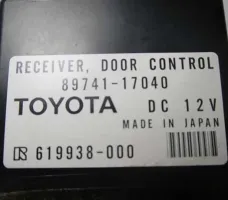 RECEIVER, DOOR CONTROL
89741-17040
TOYOTA DC 12V
MADE IN JAPAN
619938-000